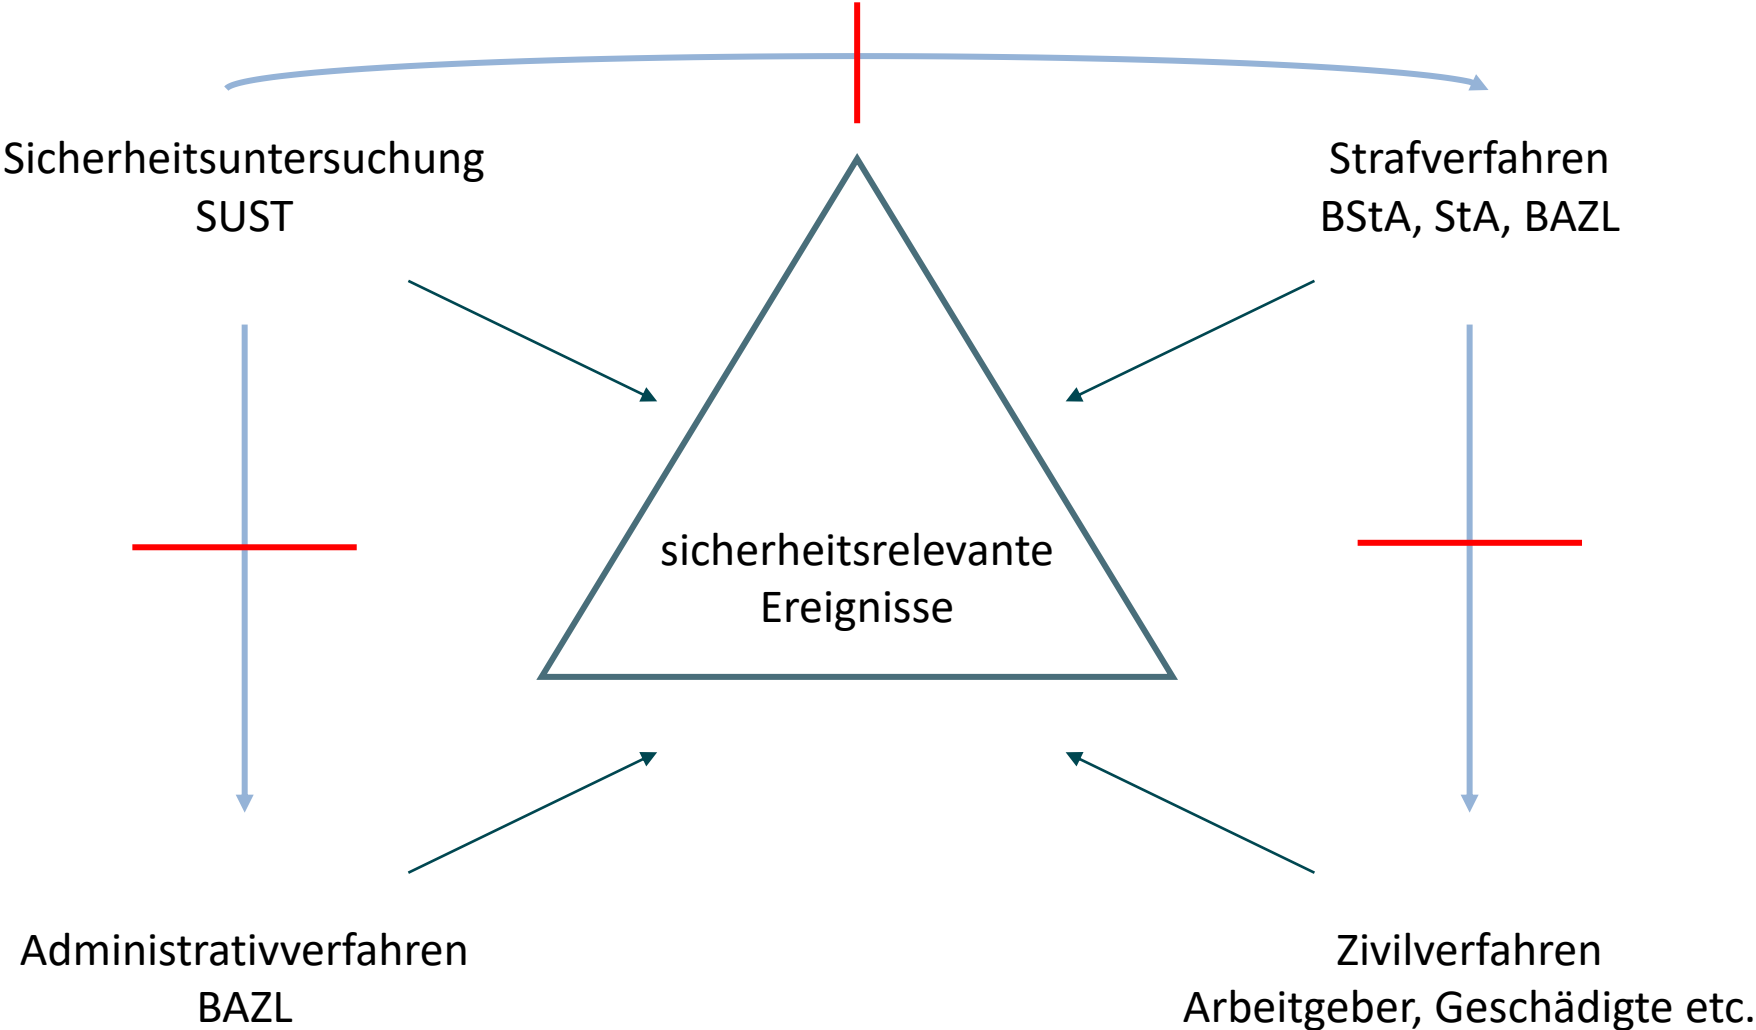 Sicherheitsuntersuchung
SUST
Strafverfahren
BStA, StA, BAZL
sicherheitsrelevante
Ereignisse
Administrativverfahren
BAZL
Zivilverfahren
Arbeitgeber, Geschädigte etc.